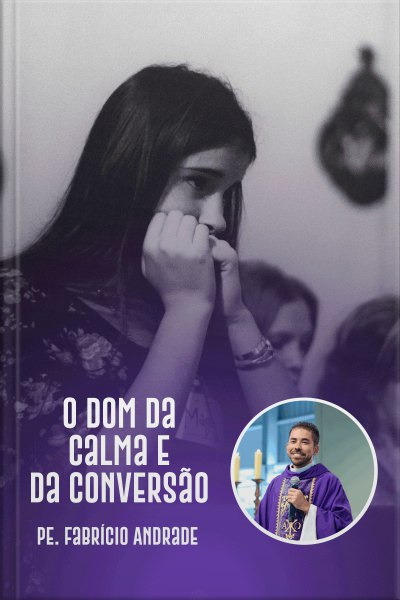 O DOM DA
CALMA E
DA CONVERSÃO
PE. FABRÍCIO ANDRADE